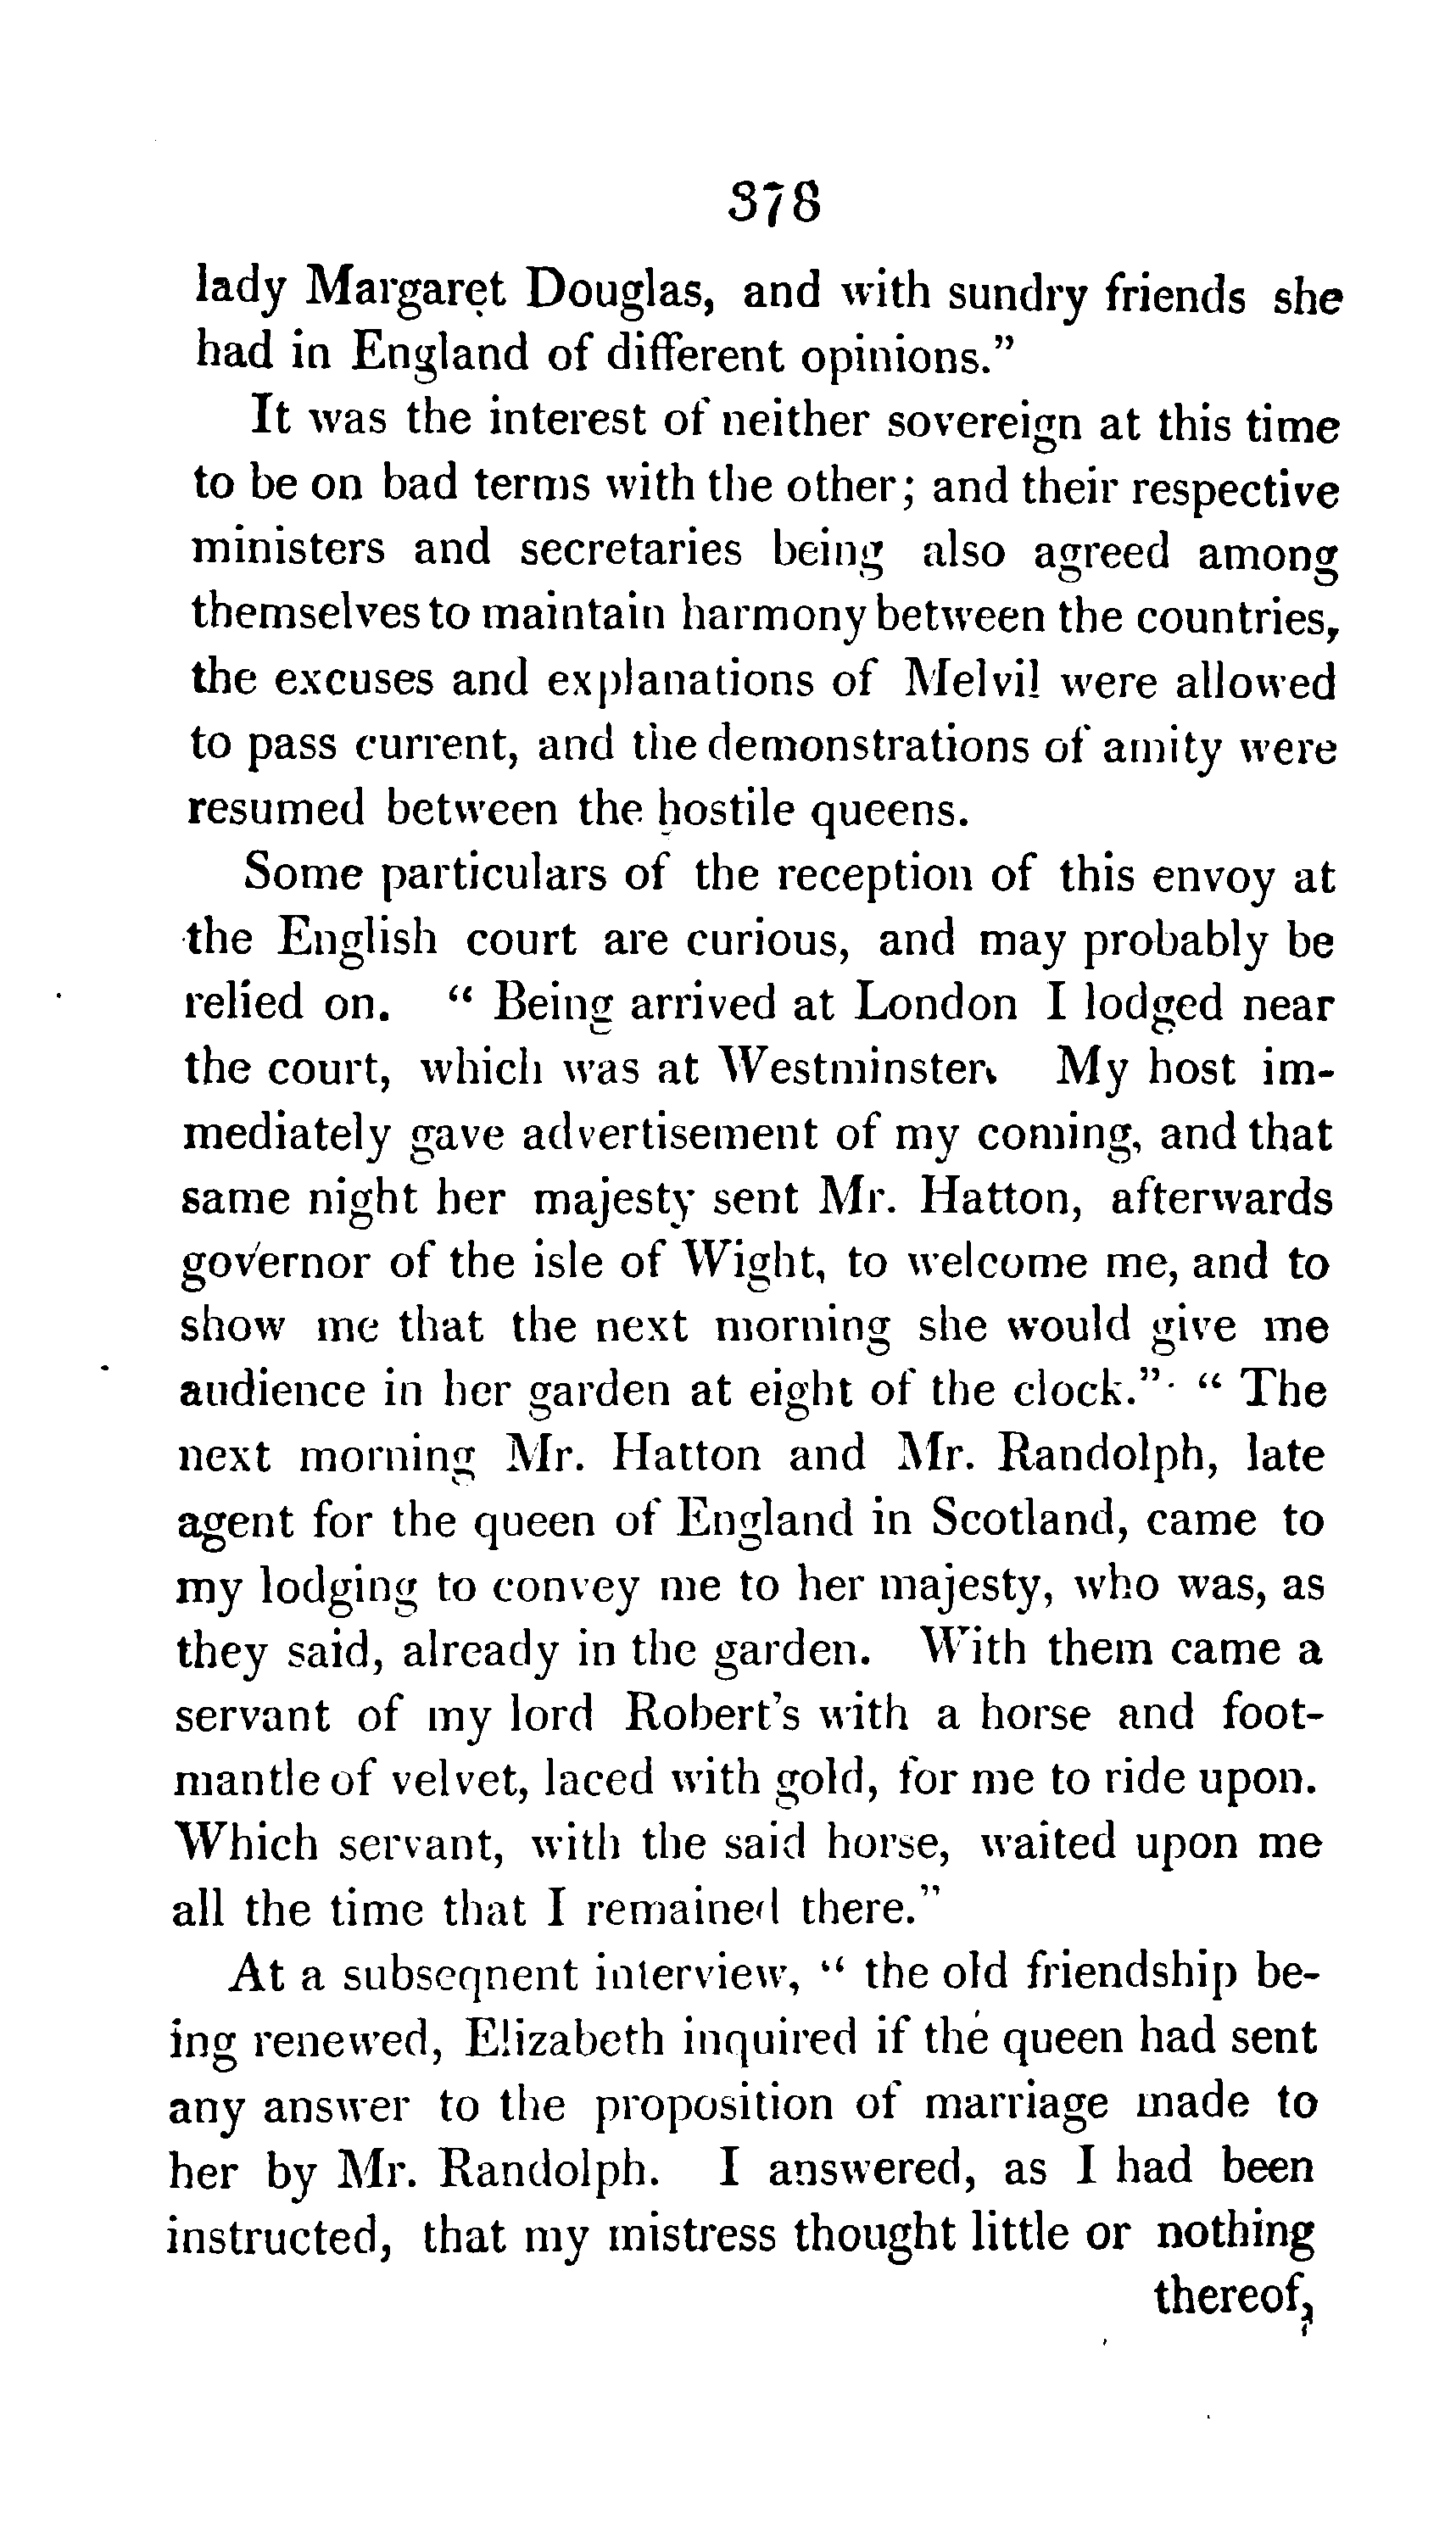 378
lady Margaret Douglas, and with sundry friends she
had in England of different opinions."
It was the interest of neither sovereign at this time
to be on bad terms with the other; and their respective
ministers and secretaries being also agreed among
themselves to maintain harmony between the countries,
the excuses and explanations of Melvil were allowed
to pass current, and the demonstrations of amity were
resumed between the hostile queens.
Some particulars of the reception of this envoy at
the English court are curious, and may probably be
relied on. "Being arrived at London I lodged near
the court, which was at Westminster. My host im-
mediately gave advertisement of my coming, and that
same night her majesty sent Mr. Hatton, afterwards
governor of the isle of Wight, to welcome me, and to
show me that the next morning she would give me
audience in her garden at eight of the clock." "The
next morning Mr. Hatton and Mr. Randolph, late
agent for the queen of England in Scotland, came to
my lodging to convey me to her majesty, who was, as
they said, already in the garden. With them came a
servant of my lord Robert's with a horse and foot-
mantle of velvet, laced with gold, for me to ride upon.
Which servant, with the said horse, waited upon me
all the time that I remained there."
At a subseqnent interview, "the old friendship be-
ing renewed, Elizabeth inquired if the queen had sent
any answer to the proposition of marriage made to
her by Mr. Randolph. I answered, as I had been
instructed, that my mistress thought little or nothing
thereof,